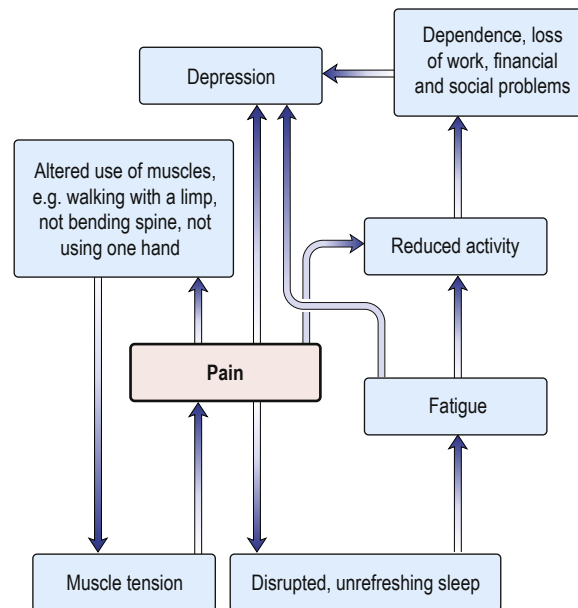 Dependence, loss
of work, financial
and social problems
Depression
Altered use of muscles,
e.g. walking with a limp,
not bending spine, not
using one hand
Reduced activity
Pain
Fatigue
Muscle tension
Disrupted, unrefreshing sleep